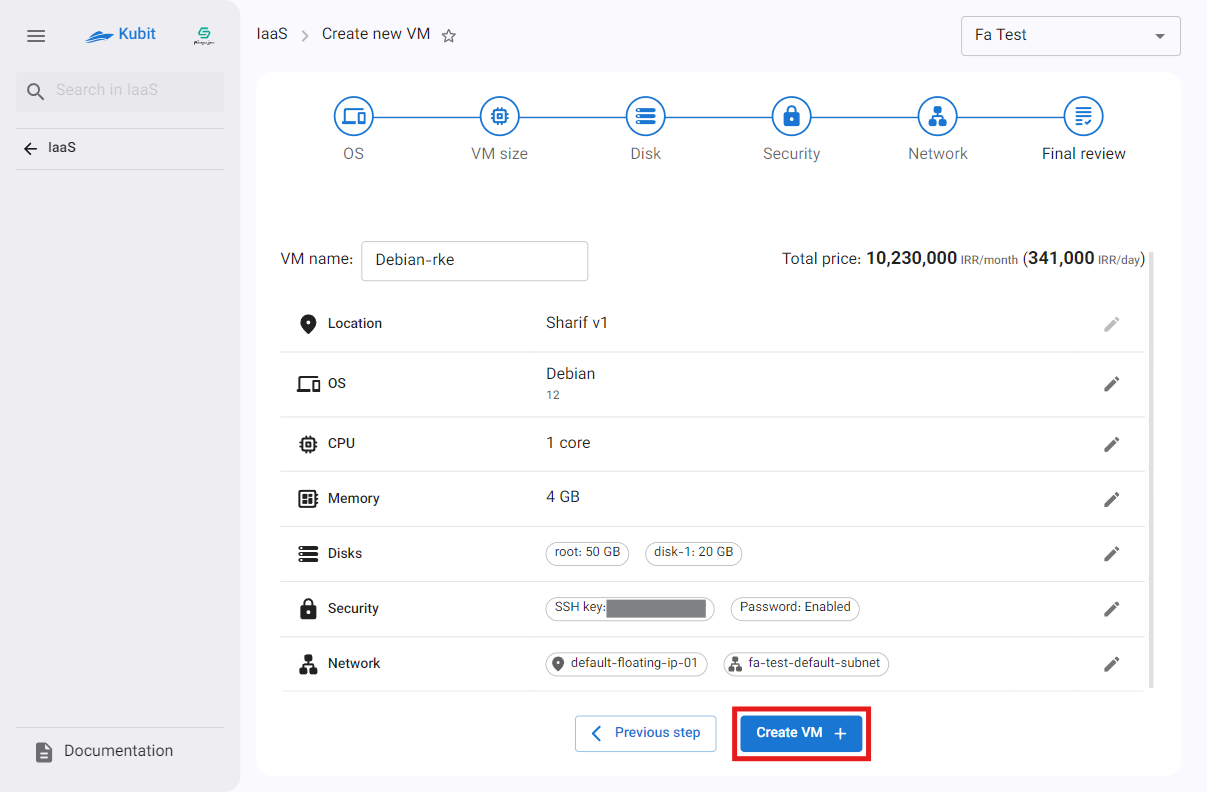 Kubit
IaaS
Create new VM
Fa Test
Search in IaaS
IaaS
OS
VM size
Disk
Security
Network
Final review
VM name:
Debian-rke
Total price: 10,230,000 IRR/month (341,000 IRR/day)
Location
Sharif v1
OS
Debian
12
CPU
1 core
Memory
4 GB
Disks
root: 50 GB
disk-1: 20 GB
Security
SSH key:
Password: Enabled
Network
default-floating-ip-01
fa-test-default-subnet
Previous step
Create VM
Documentation